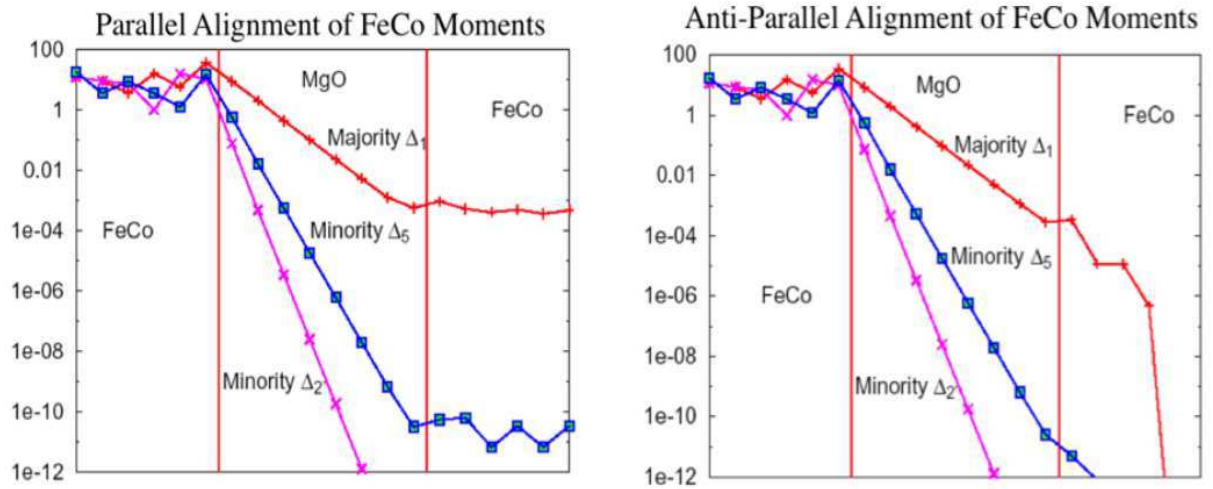 Parallel Alignment of FeCo Moments
100
1
0.01
1e-04
1e-06
1e-08
1e-10
1e-12
MgO
FeCo
Majority Δ1
FeCo
Minority Δ5
Minority Δ2'
Anti-Parallel Alignment of FeCo Moments
100
1
0.01
1e-04
1e-06
1e-08
1e-10
1e-12
MgO
FeCo
Majority Δ1
Minority Δ5
FeCo
Minority Δ2'